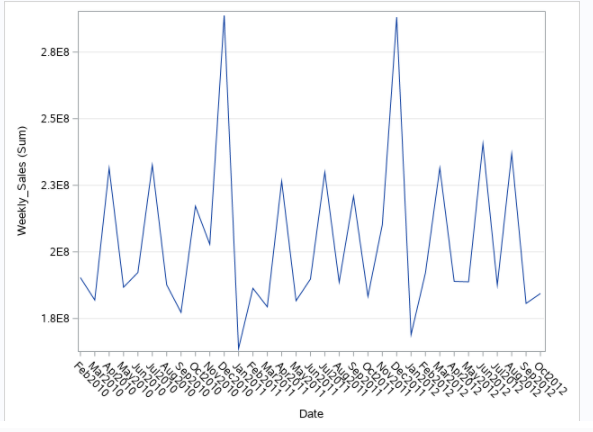 2.8E8
2.5E8
2.3E8
2E8
1.8E8
Weekly_Sales (Sum)
Feb2010
Mar2010
Apr2010
May2010
Jun2010
Jul2010
Aug2010
Sep2010
Oct2010
Nov2010
Dec2010
Jan2011
Feb2011
Mar2011
Apr2011
May2011
Jun2011
Jul2011
Aug2011
Sep2011
Oct2011
Nov2011
Dec2011
Jan2012
Feb2012
Mar2012
Apr2012
May2012
Jun2012
Jul2012
Aug2012
Sep2012
Oct2012
Date